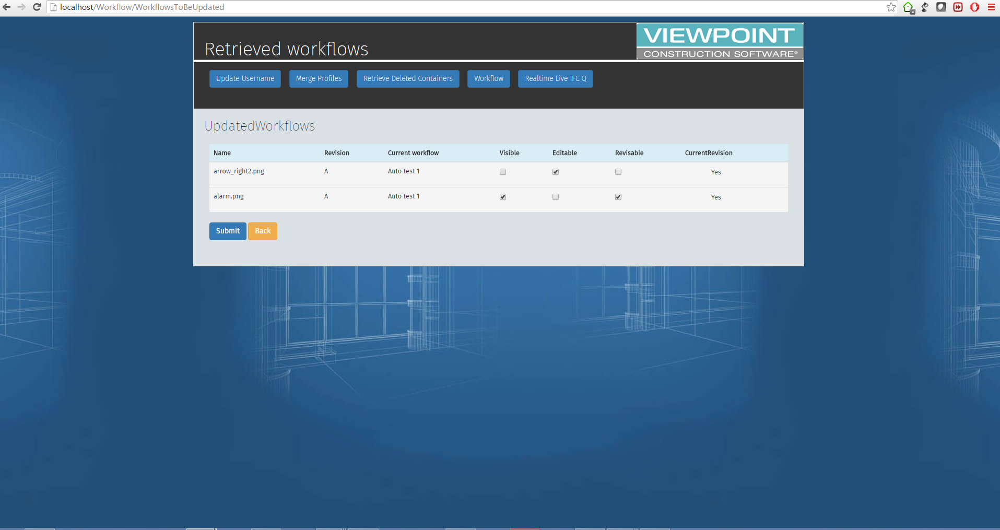 localhost/Workflow/WorkflowsToBeUpdated
Retrieved workflows
VIEWPOINT
CONSTRUCTION SOFTWARE®
Update Username Merge Profiles Retrieve Deleted Containers Workflow Realtime Live IFC Q
UpdatedWorkflows
Name Revision Current workflow Visible Editable Revisable CurrentRevision
arrow_right2.png A Auto test 1 Yes
alarm.png A Auto test 1 Yes
Submit Back